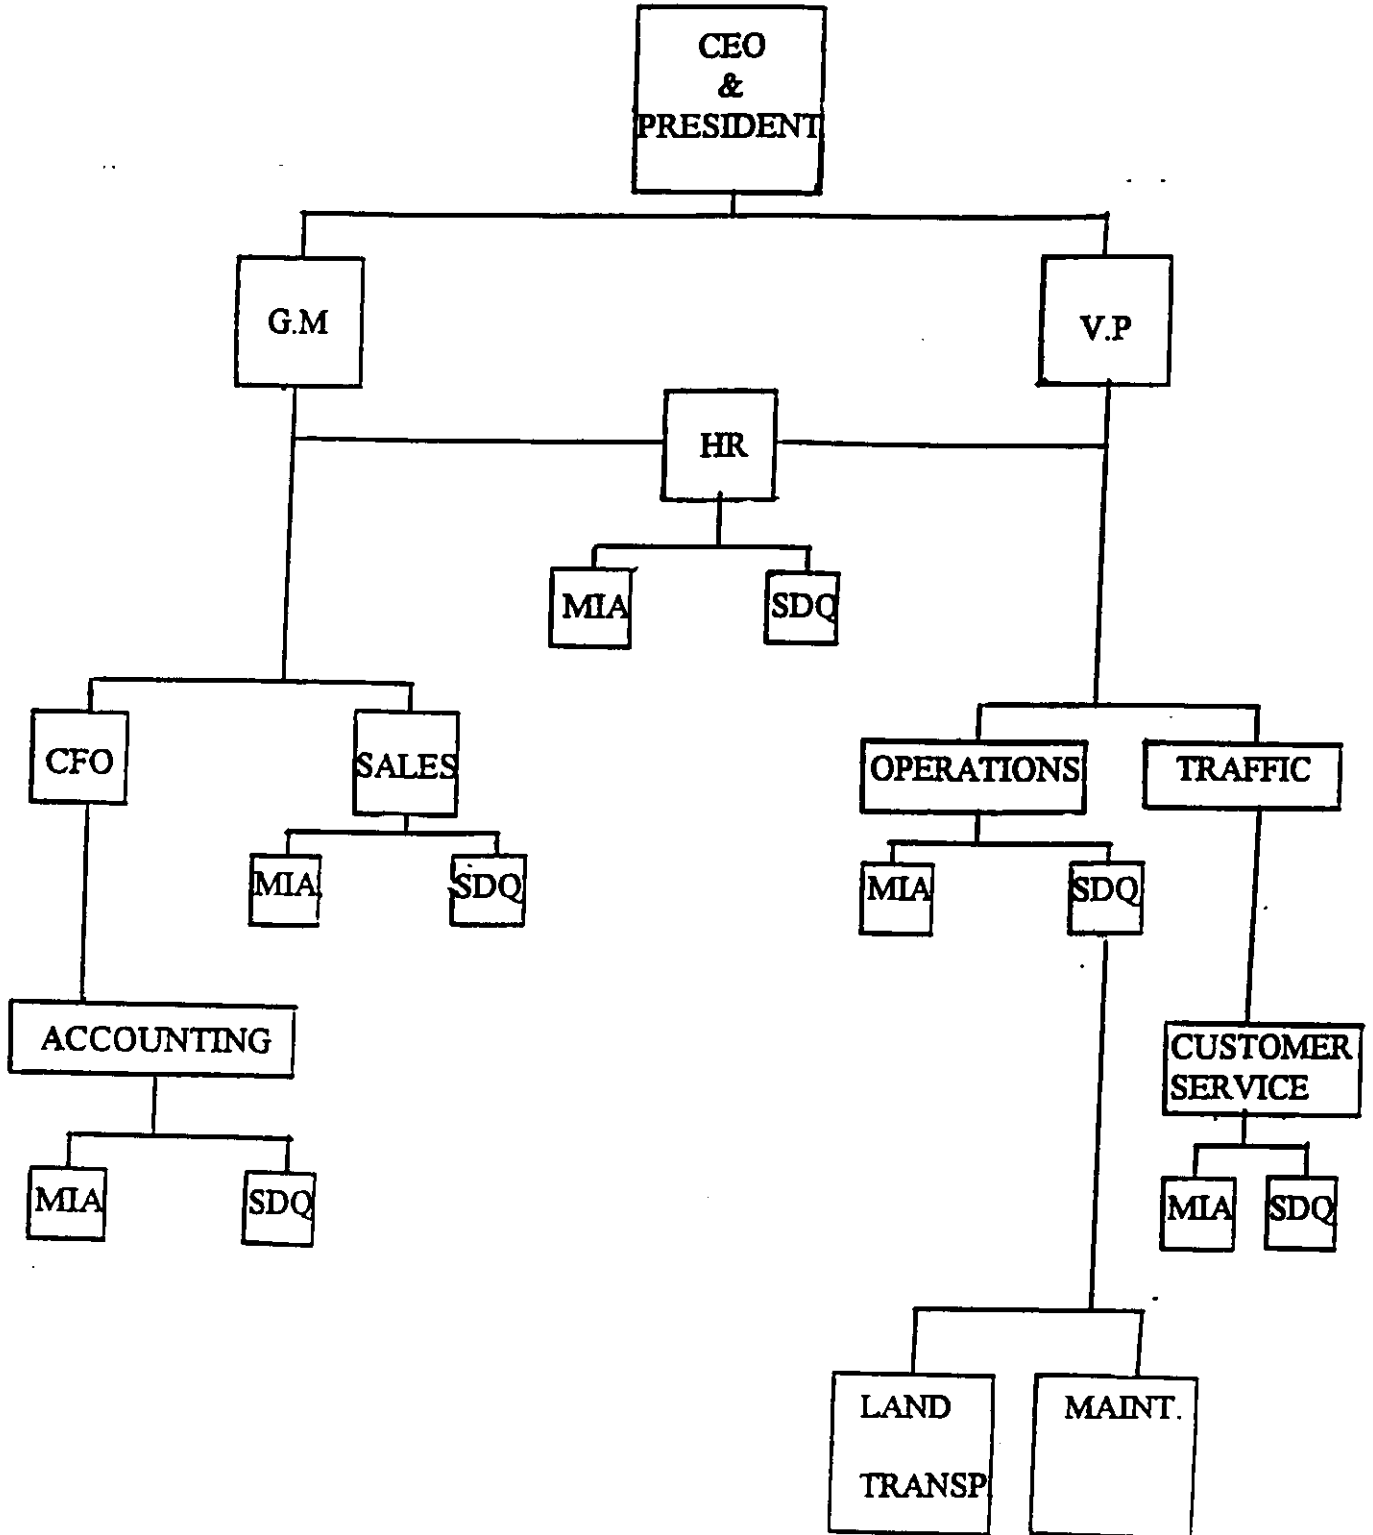 CEO
&
PRESIDENT
G.M
V.P
HR
MIA
SDQ
CFO
SALES
OPERATIONS
TRAFFIC
MIA
SDQ
MIA
SDQ
ACCOUNTING
CUSTOMER
SERVICE
MIA
SDQ
MIA
SDQ
LAND
TRANSP
MAINT.